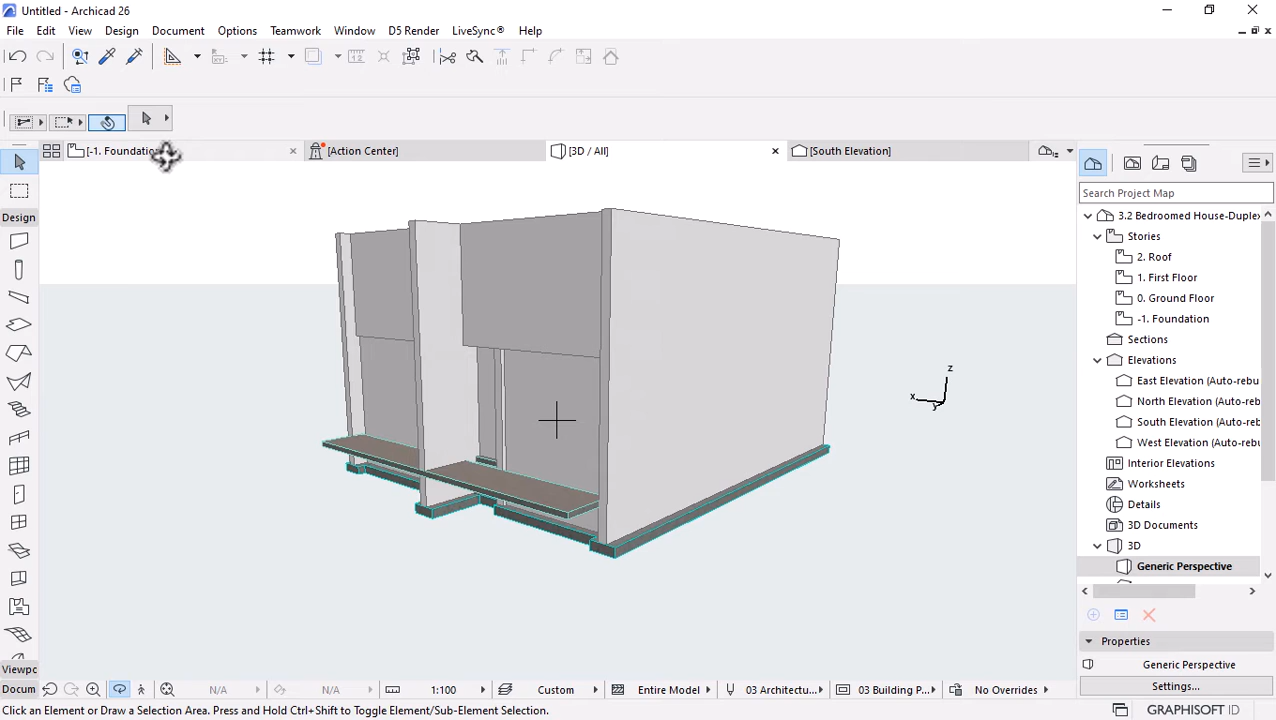 Untitled - Archicad 26
File Edit View Design Document Options Teamwork Window D5 Render LiveSync® Help
[-1. Foundatio
[Action Center]
[3D / All]
[South Elevation]
Search Project Map
Design
3.2 Bedroomed House-Duplex
Stories
2. Roof
1. First Floor
0. Ground Floor
-1. Foundation
Sections
Elevations
East Elevation (Auto-reb
North Elevation (Auto-reb
South Elevation (Auto-reb
West Elevation (Auto-rebu
Interior Elevations
Worksheets
Details
3D Documents
3D
Generic Perspective
z
x
y
Properties
Generic Perspective
Settings...
Viewpc
Docum
N/A
N/A
1:100
Custom
Entire Model
03 Architectu...
03 Building P...
No Overrides
Click an Element or Draw a Selection Area. Press and Hold Ctrl+Shift to Toggle Element/Sub-Element Selection.
GRAPHISOFT ID